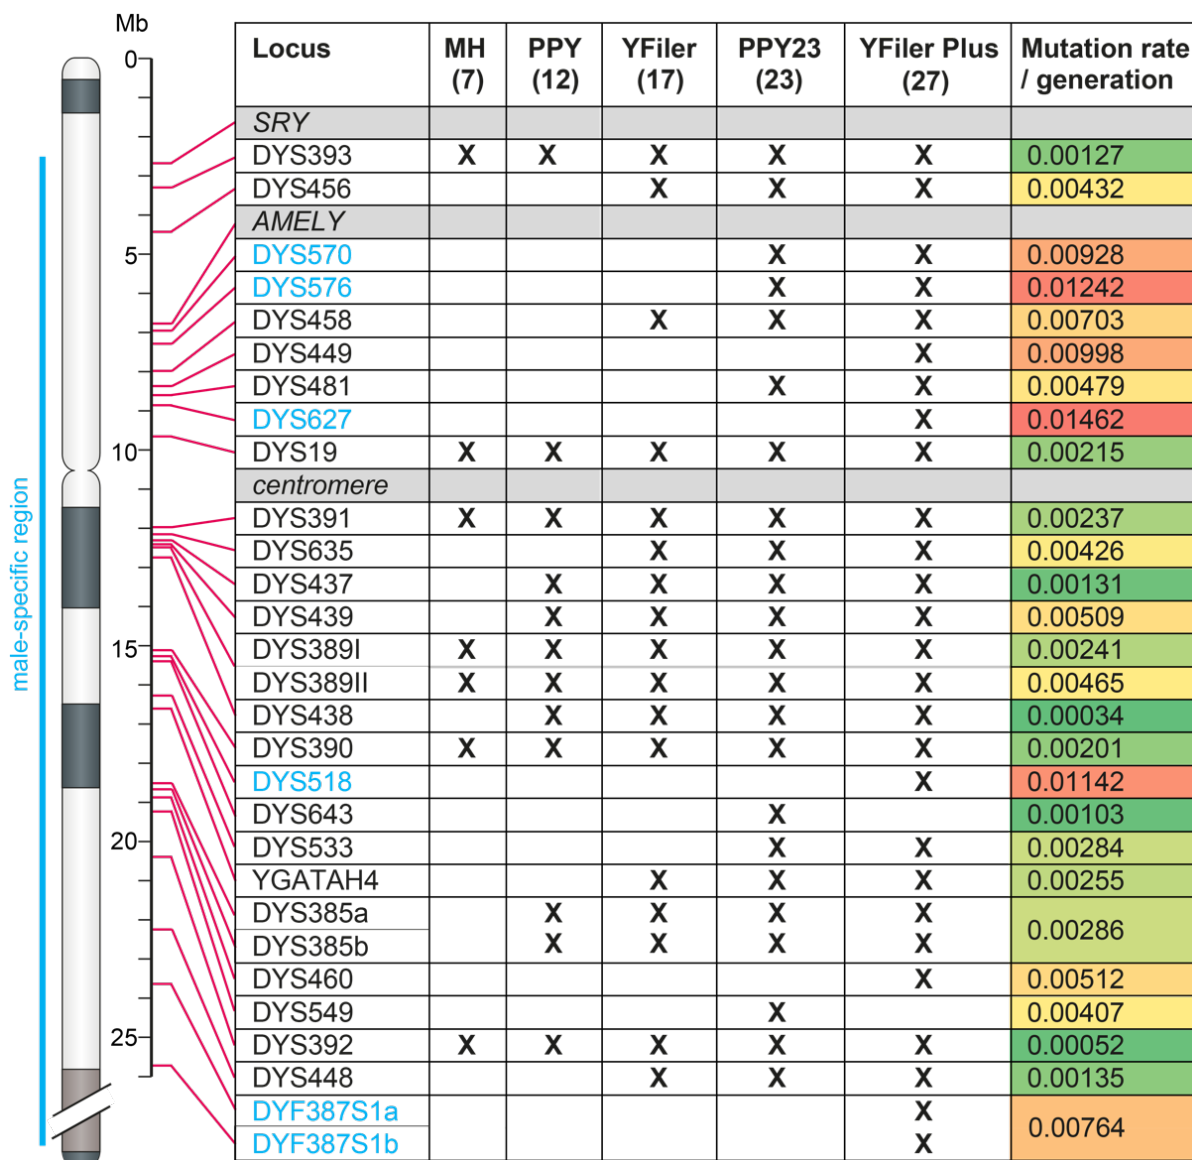 Mb
0
5
10
15
20
25
male-specific region
Locus MH (7) PPY (12) YFiler (17) PPY23 (23) YFiler Plus (27) Mutation rate / generation
SRY
DYS393 X X X X X 0.00127
DYS456 X X X 0.00432
AMELY
DYS570 X X 0.00928
DYS576 X X 0.01242
DYS458 X X X 0.00703
DYS449 X 0.00998
DYS481 X X 0.00479
DYS627 X 0.01462
DYS19 X X X X X 0.00215
centromere
DYS391 X X X X X 0.00237
DYS635 X X X 0.00426
DYS437 X X X X 0.00131
DYS439 X X X X 0.00509
DYS389I X X X X X 0.00241
DYS389II X X X X X 0.00465
DYS438 X X X X 0.00034
DYS390 X X X X X 0.00201
DYS518 X 0.01142
DYS643 X 0.00103
DYS533 X X 0.00284
YGATAH4 X X X 0.00255
DYS385a X X X X 0.00286
DYS385b X X X X
DYS460 X 0.00512
DYS549 X 0.00407
DYS392 X X X X X 0.00052
DYS448 X X X 0.00135
DYF387S1a X 0.00764
DYF387S1b X